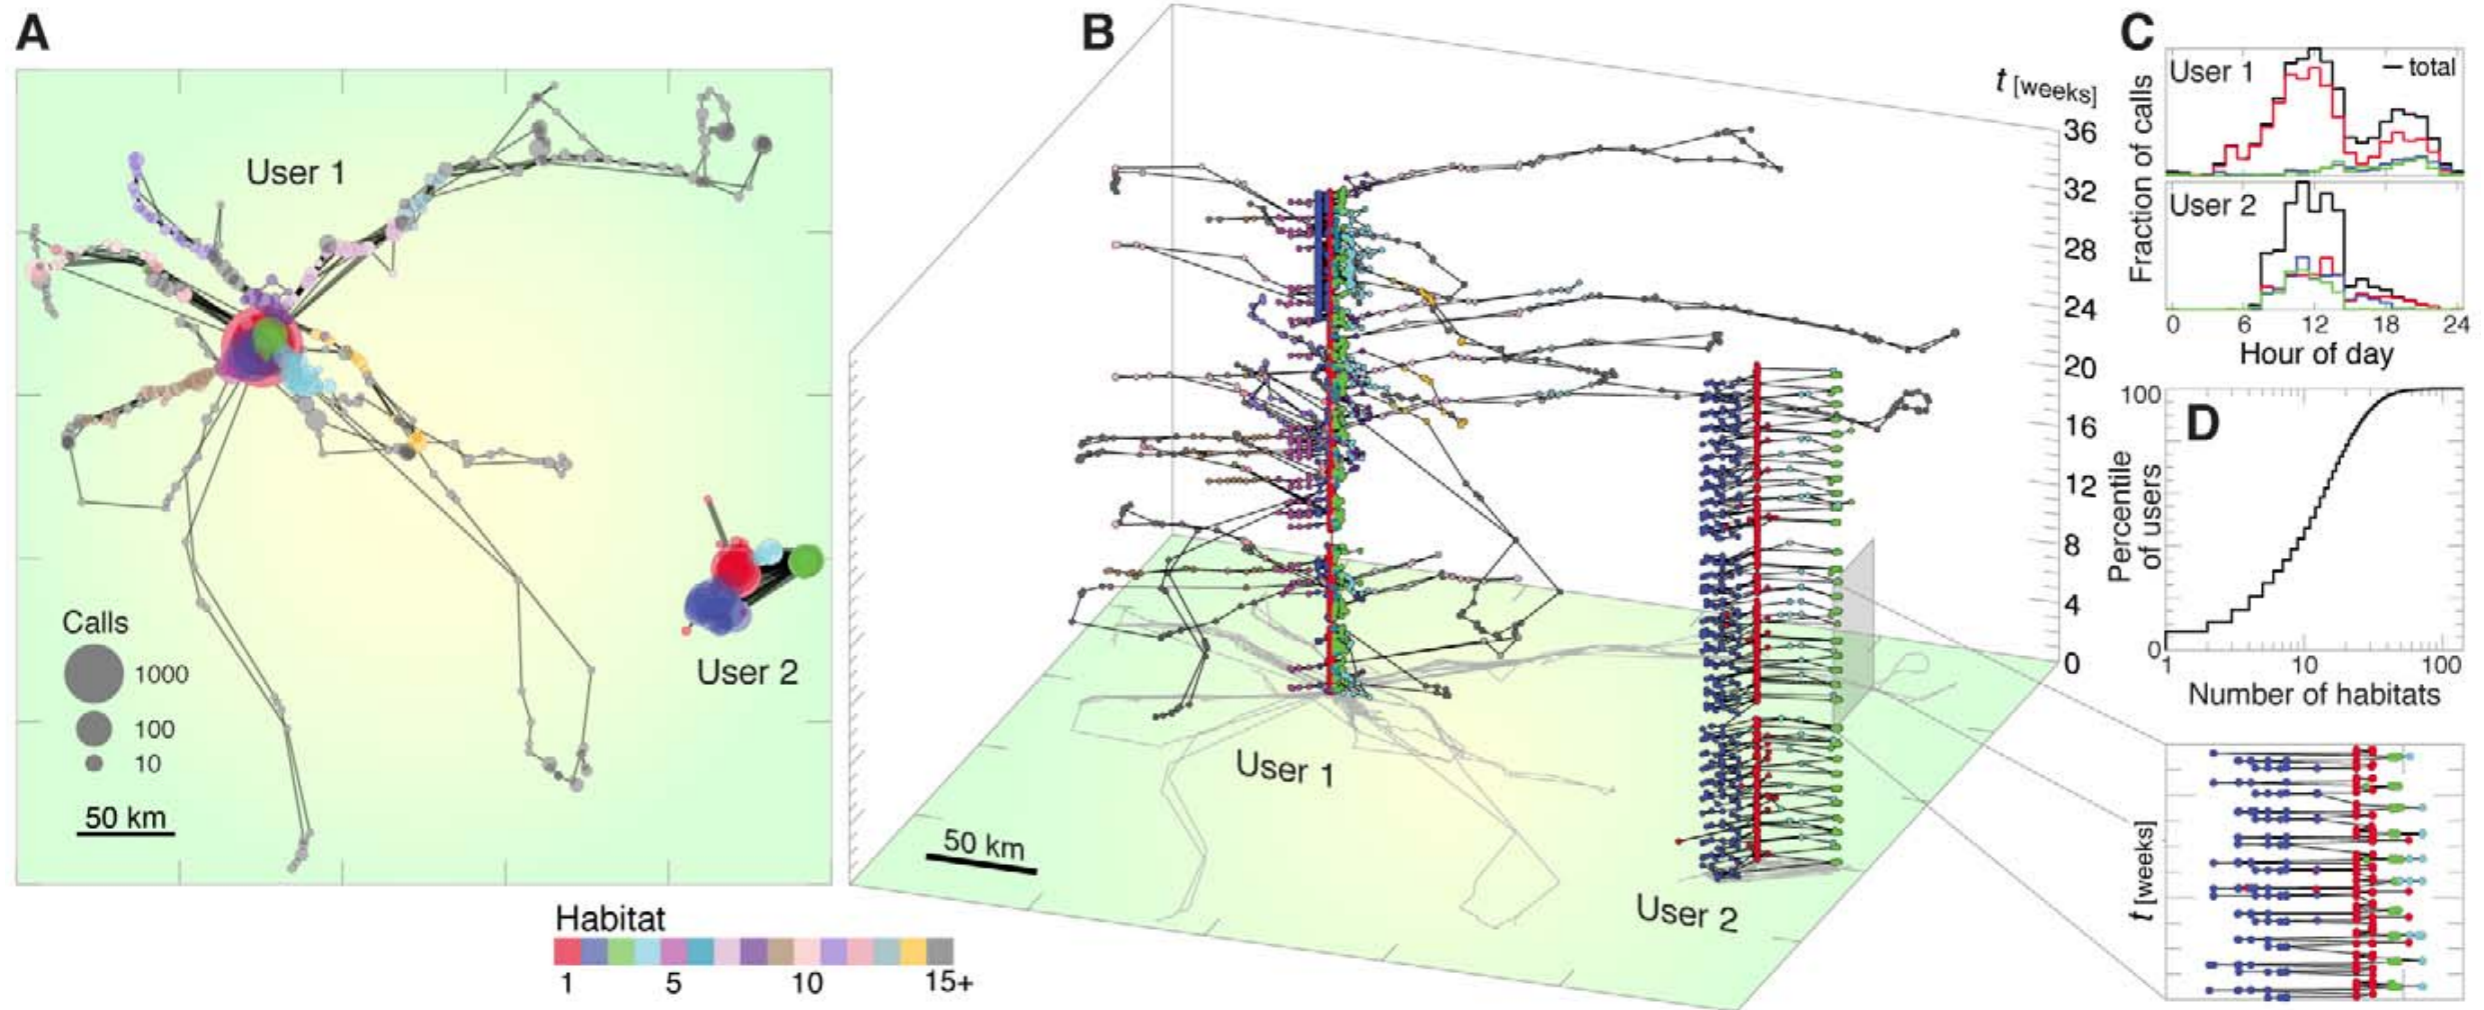 A
User 1
User 2
Calls
1000
100
10
50 km
Habitat
1 5 10 15+
B
t [weeks]
36
32
28
24
20
16
12
8
4
0
User 1
50 km
User 2
C
User 1
total
User 2
Fraction of calls
0 6 12 18 24
Hour of day
D
100
0
Percentile
of users
1 10 100
Number of habitats
t [weeks]